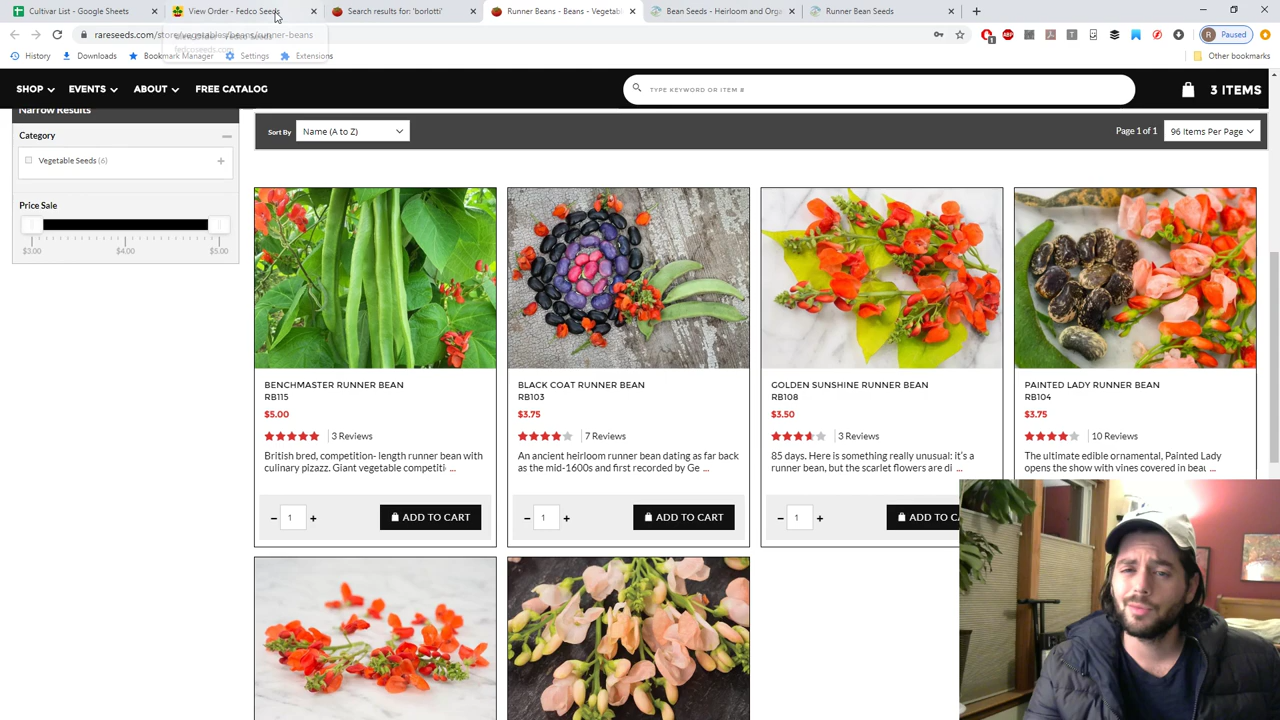 Cultivar List - Google Sheets
View Order - Fedco Seeds
Search results for: 'borlotti'
Runner Beans - Beans - Vegetabl
Bean Seeds - Heirloom and Orga
Runner Bean Seeds
rareseeds.com/store/vegetables/beans/runner-beans
Paused
History
Downloads
Bookmark Manager
Settings
Extensions
Other bookmarks
SHOP
EVENTS
ABOUT
FREE CATALOG
TYPE KEYWORD OR ITEM #
3 ITEMS
Narrow Results
Category
Vegetable Seeds (6)
Price Sale
$3.00
$4.00
$5.00
Sort By
Name (A to Z)
Page 1 of 1
96 Items Per Page
BENCHMASTER RUNNER BEAN
RB115
$5.00
3 Reviews
British bred, competition- length runner bean with
culinary pizazz. Giant vegetable competiti ...
1
ADD TO CART
BLACK COAT RUNNER BEAN
RB103
$3.75
7 Reviews
An ancient heirloom runner bean dating as far back
as the mid-1600s and first recorded by Ge ...
1
ADD TO CART
GOLDEN SUNSHINE RUNNER BEAN
RB108
$3.50
3 Reviews
85 days. Here is something really unusual: it's a
runner bean, but the scarlet flowers are di ...
1
ADD TO CA
PAINTED LADY RUNNER BEAN
RB104
$3.75
10 Reviews
The ultimate edible ornamental, Painted Lady
opens the show with vines covered in beau ...